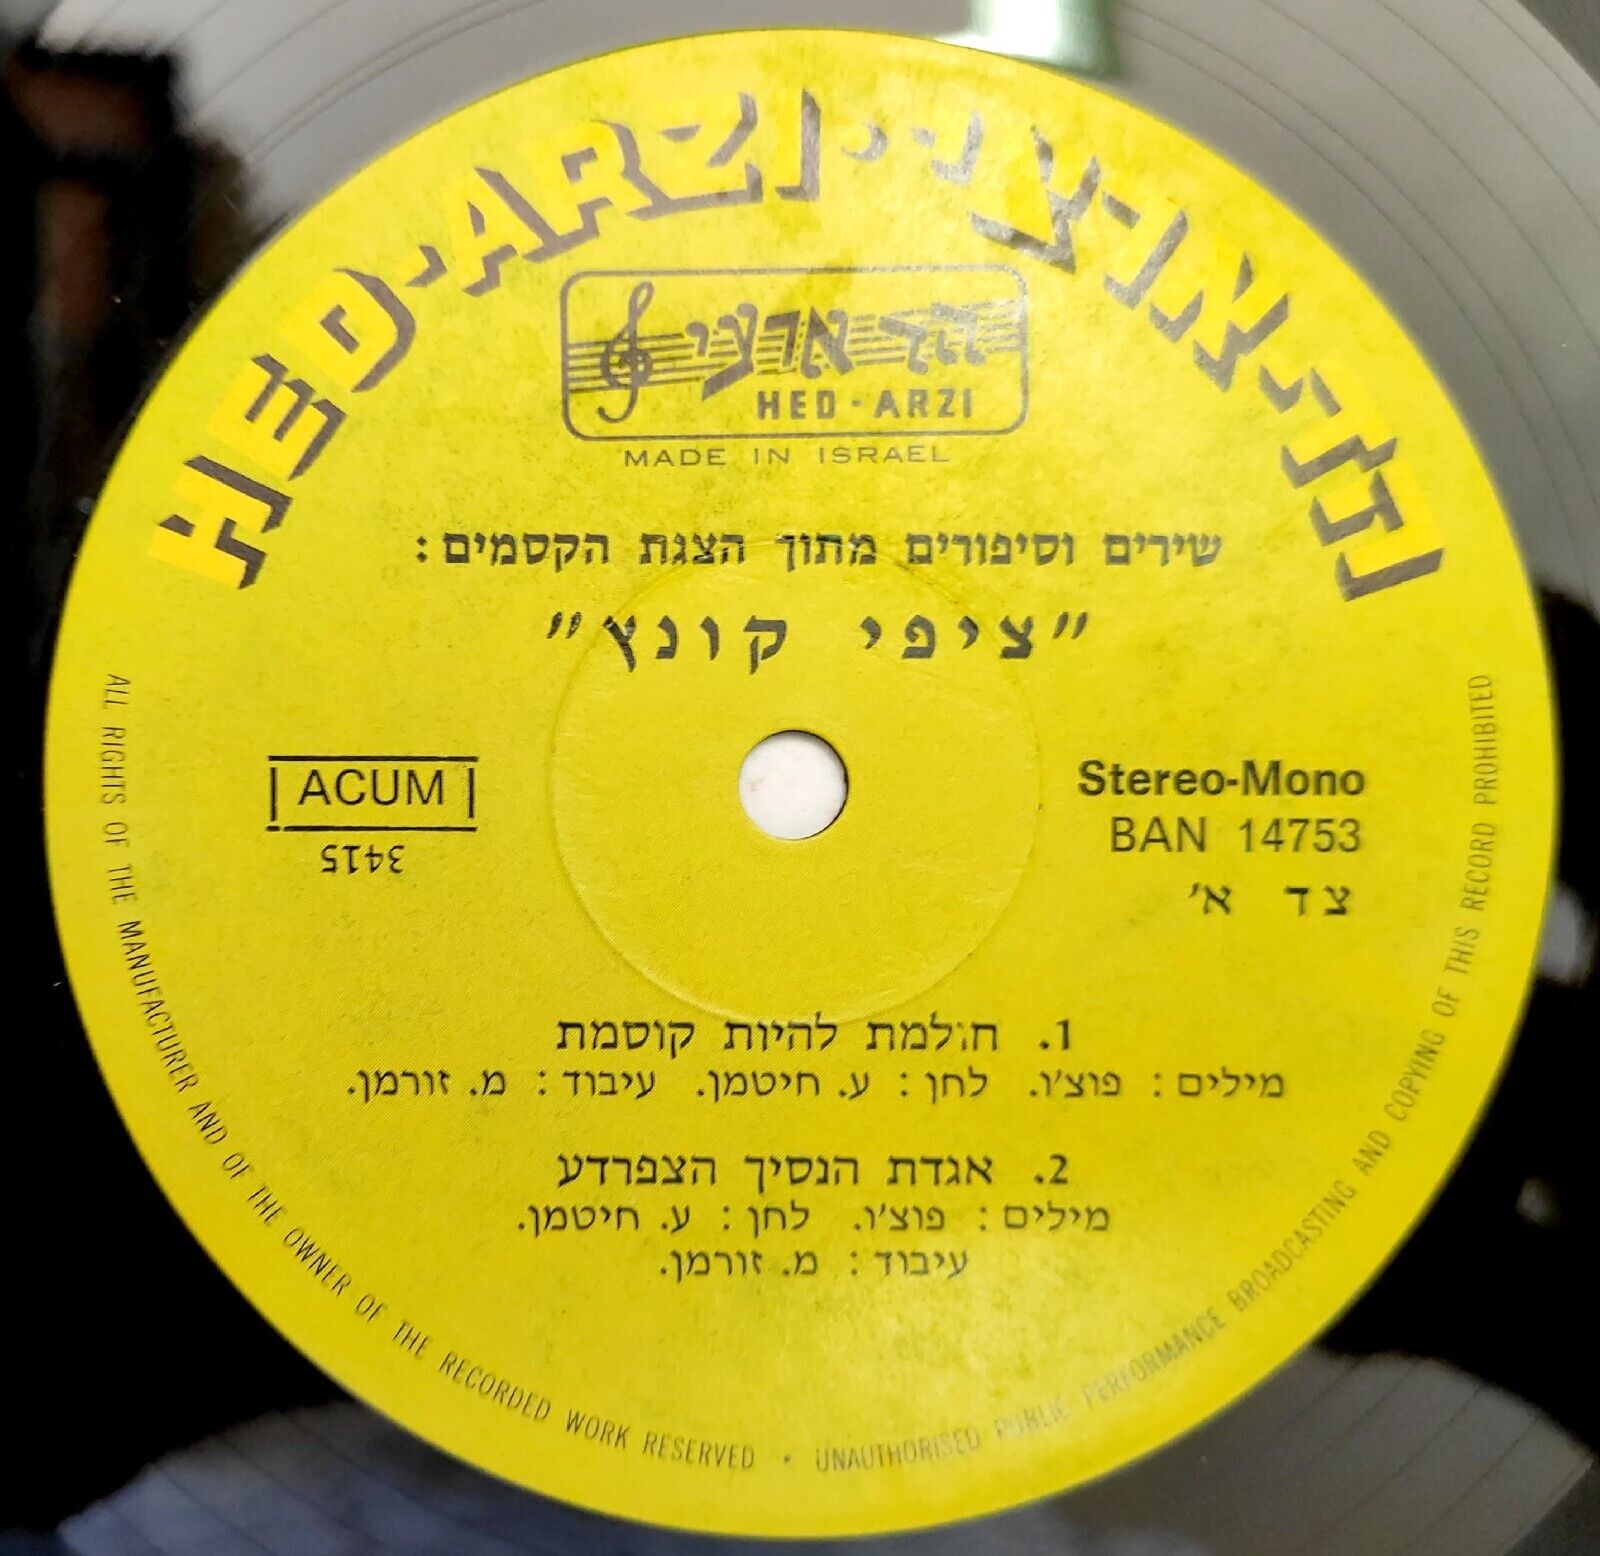 HED-ARZI · הד-ארצי
הד ארצי
HED-ARZI
MADE IN ISRAEL
שירים וסיפורים מתוך הצגת הקסמים:
"ציפי קונץ"
|ACUM|
3415
Stereo-Mono
BAN 14753
צד א'
1. חולמת להיות קוסמת
מילים: פוצ'ו. לחן: ע. חיטמן. עיבוד: מ. זורמן.
2. אגדת הנסיך הצפרדע
מילים: פוצ'ו. לחן: ע. חיטמן.
עיבוד: מ. זורמן.
ALL RIGHTS OF THE MANUFACTURER AND OF THE OWNER OF THE RECORDED WORK RESERVED · UNAUTHORISED PUBLIC PERFORMANCE BROADCASTING AND COPYING OF THIS RECORD PROHIBITED